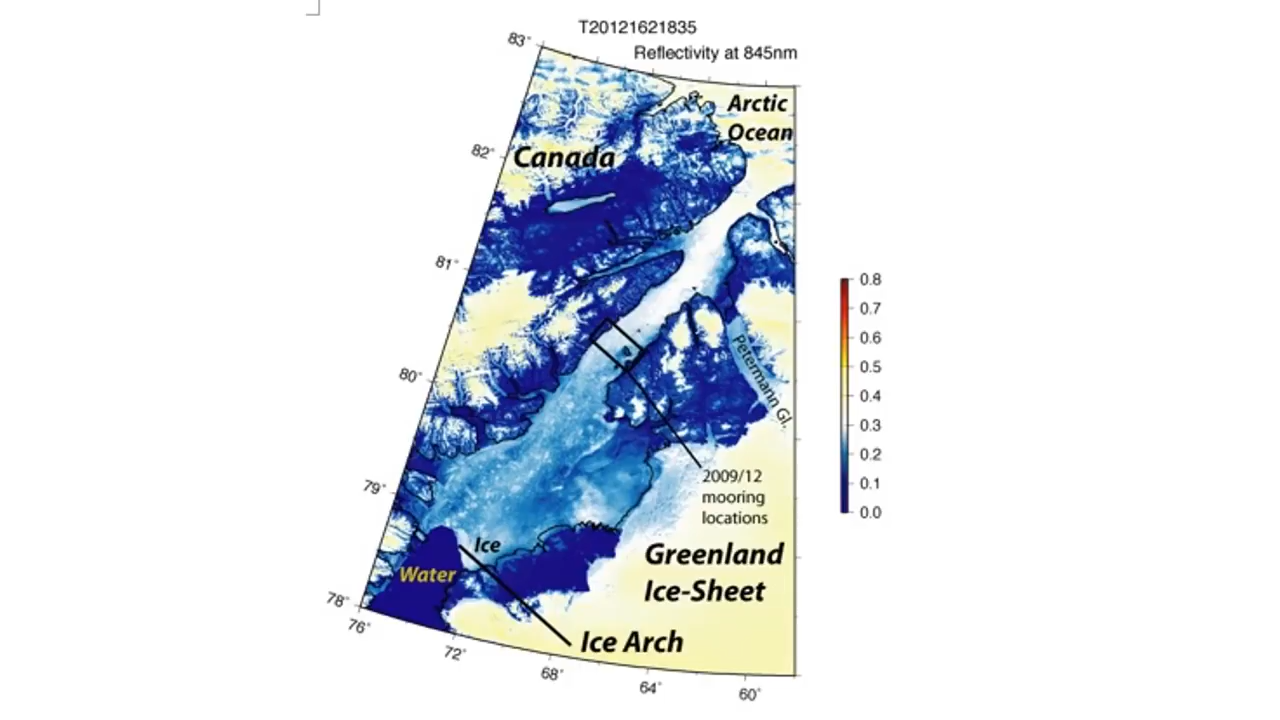 T20121621835
Reflectivity at 845nm
83°
Arctic
Ocean
82°
Canada
81°
0.8
0.7
0.6
0.5
0.4
0.3
0.2
0.1
0.0
Petermann Gl.
80°
2009/12
mooring
locations
79°
Ice
Greenland
Ice-Sheet
Water
78°
76°
Ice Arch
72°
68°
64°
60°